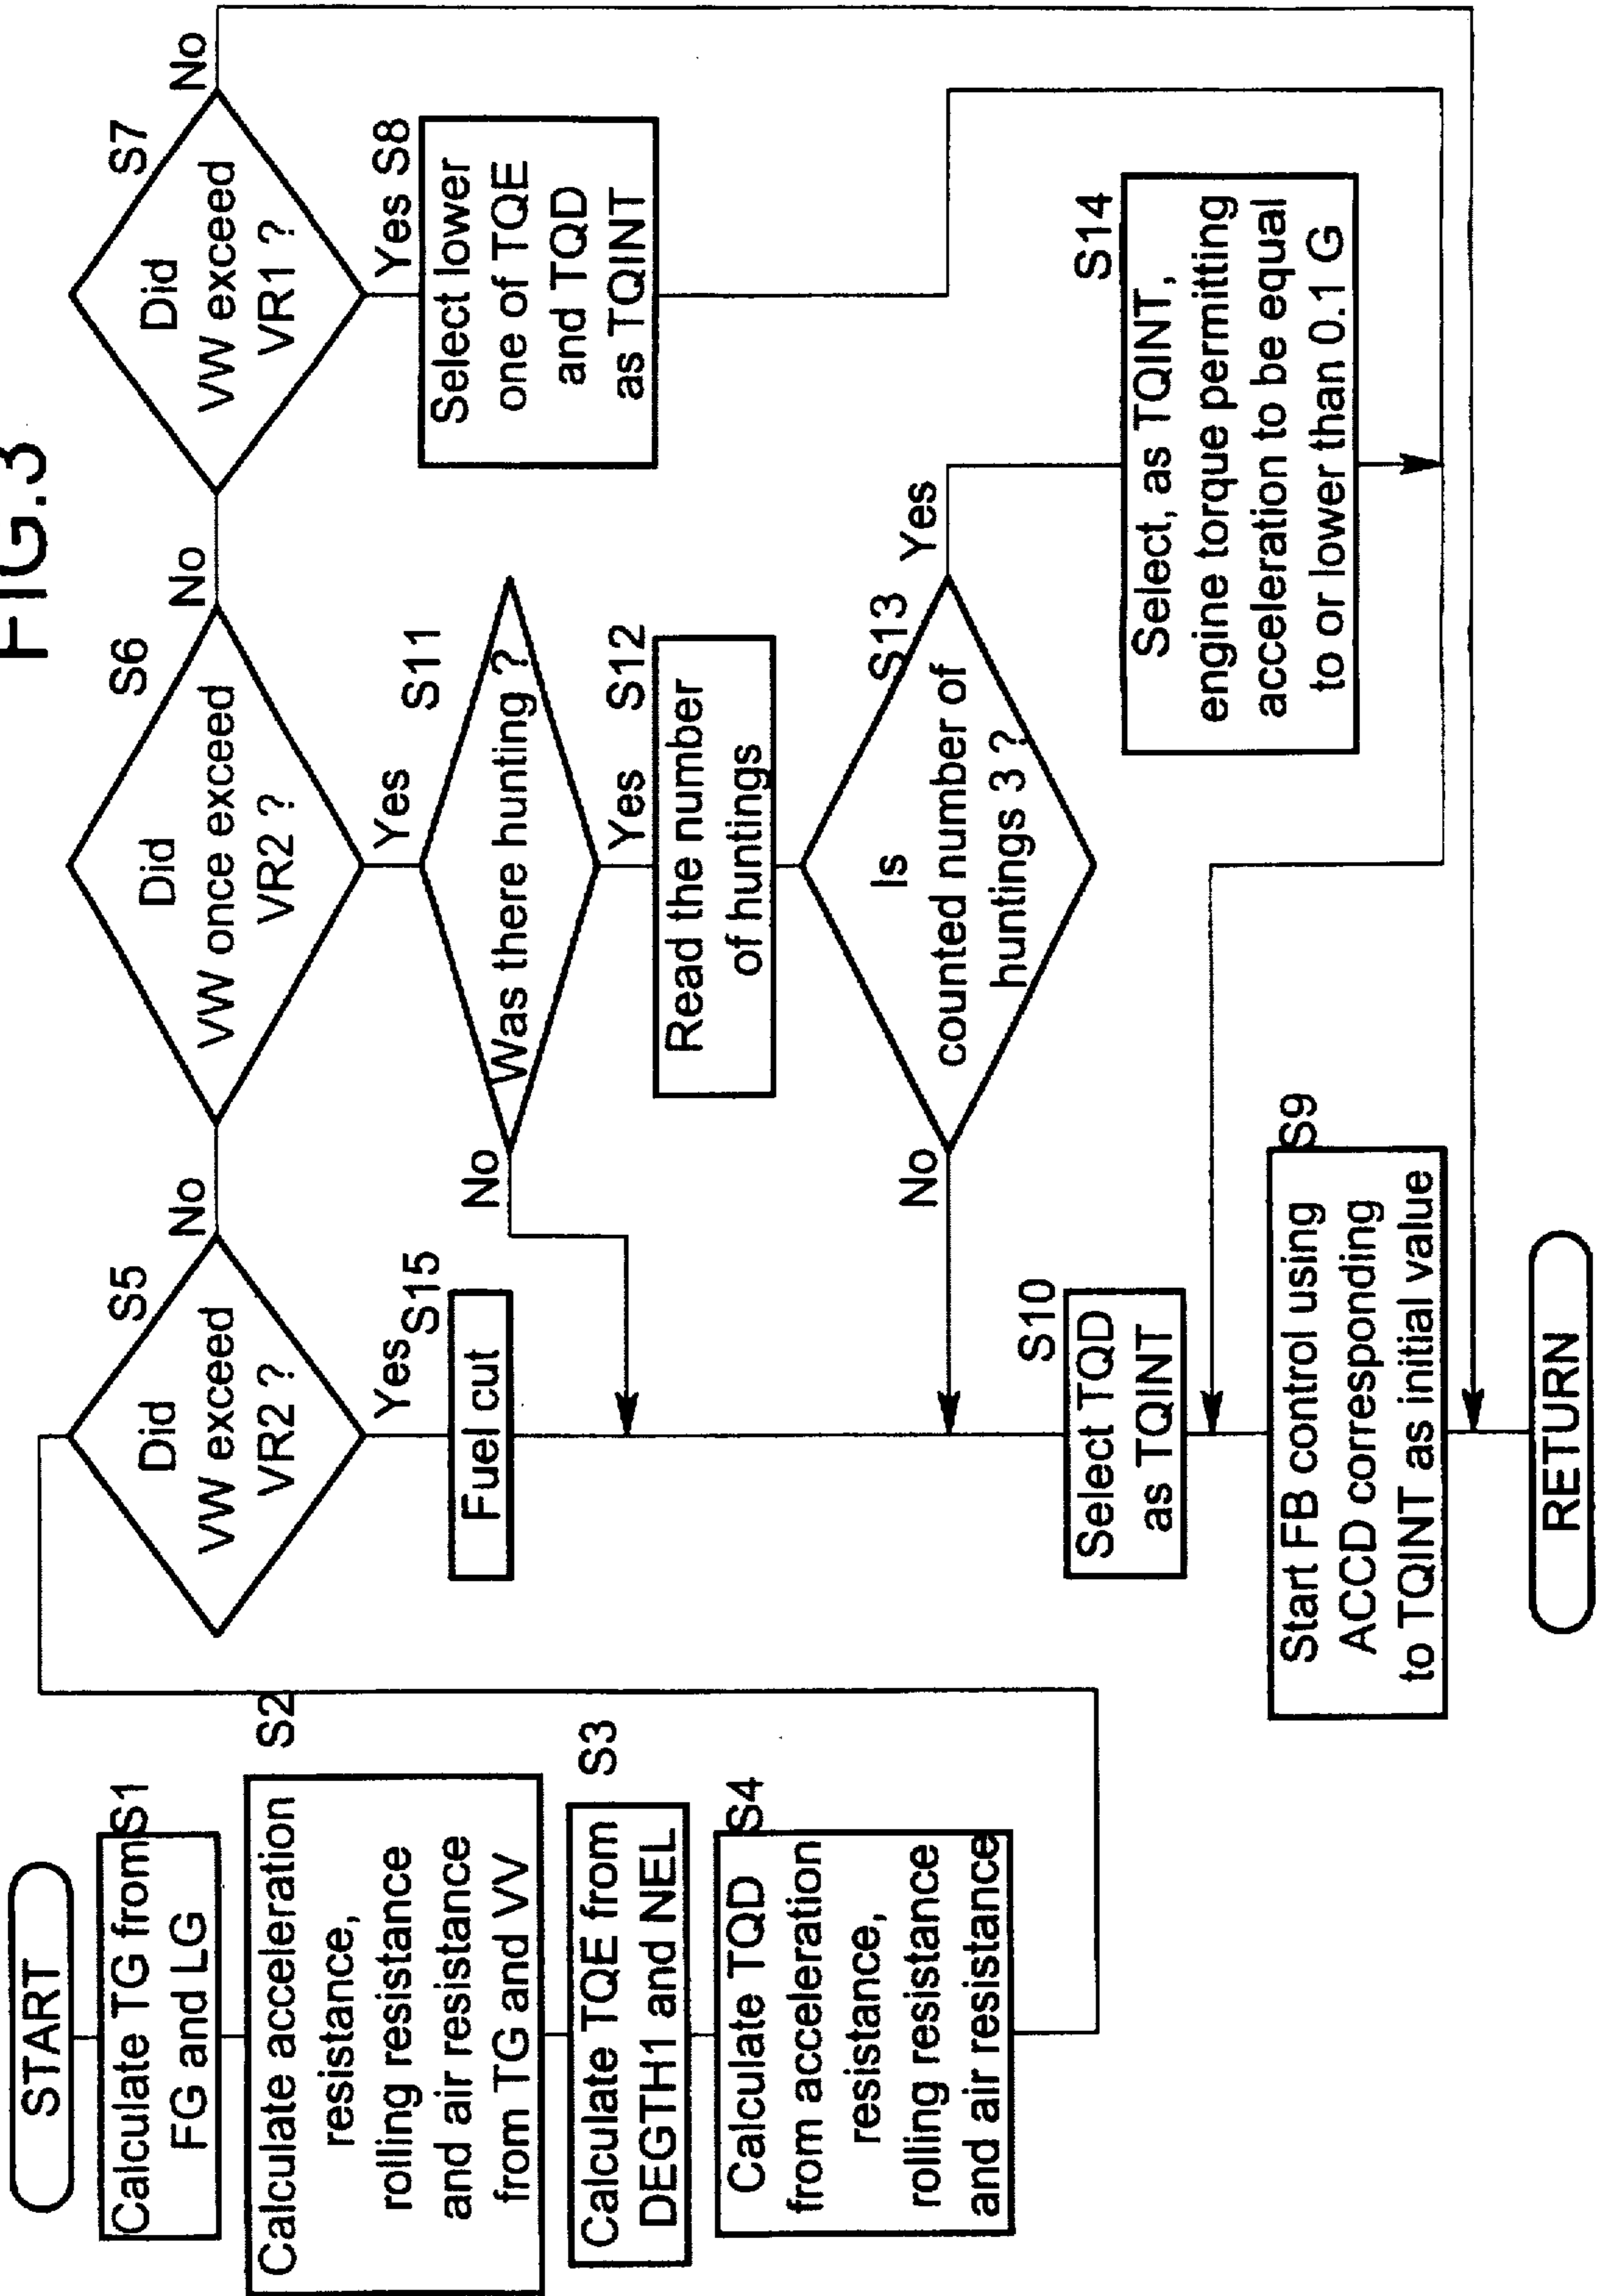 FIG.3
START
S1
Calculate TG from
FG and LG
S2
Calculate acceleration
resistance,
rolling resistance
and air resistance
from TG and VV
S3
Calculate TQE from
DEGTH1 and NEL
S4
Calculate TQD
from acceleration
resistance,
rolling resistance
and air resistance
S5
Did
VW exceed
VR2 ?
No
Yes
S15
Fuel cut
S6
Did
VW once exceed
VR2 ?
No
Yes
S7
Did
VW exceed
VR1 ?
No
Yes
S8
Select lower
one of TQE
and TQD
as TQINT
S11
Was there hunting ?
No
Yes
S12
Read the number
of huntings
S13
Is
counted number of
huntings 3 ?
No
Yes
S14
Select, as TQINT,
engine torque permitting
acceleration to be equal
to or lower than 0.1 G
S10
Select TQD
as TQINT
S9
Start FB control using
ACCD corresponding
to TQINT as initial value
RETURN